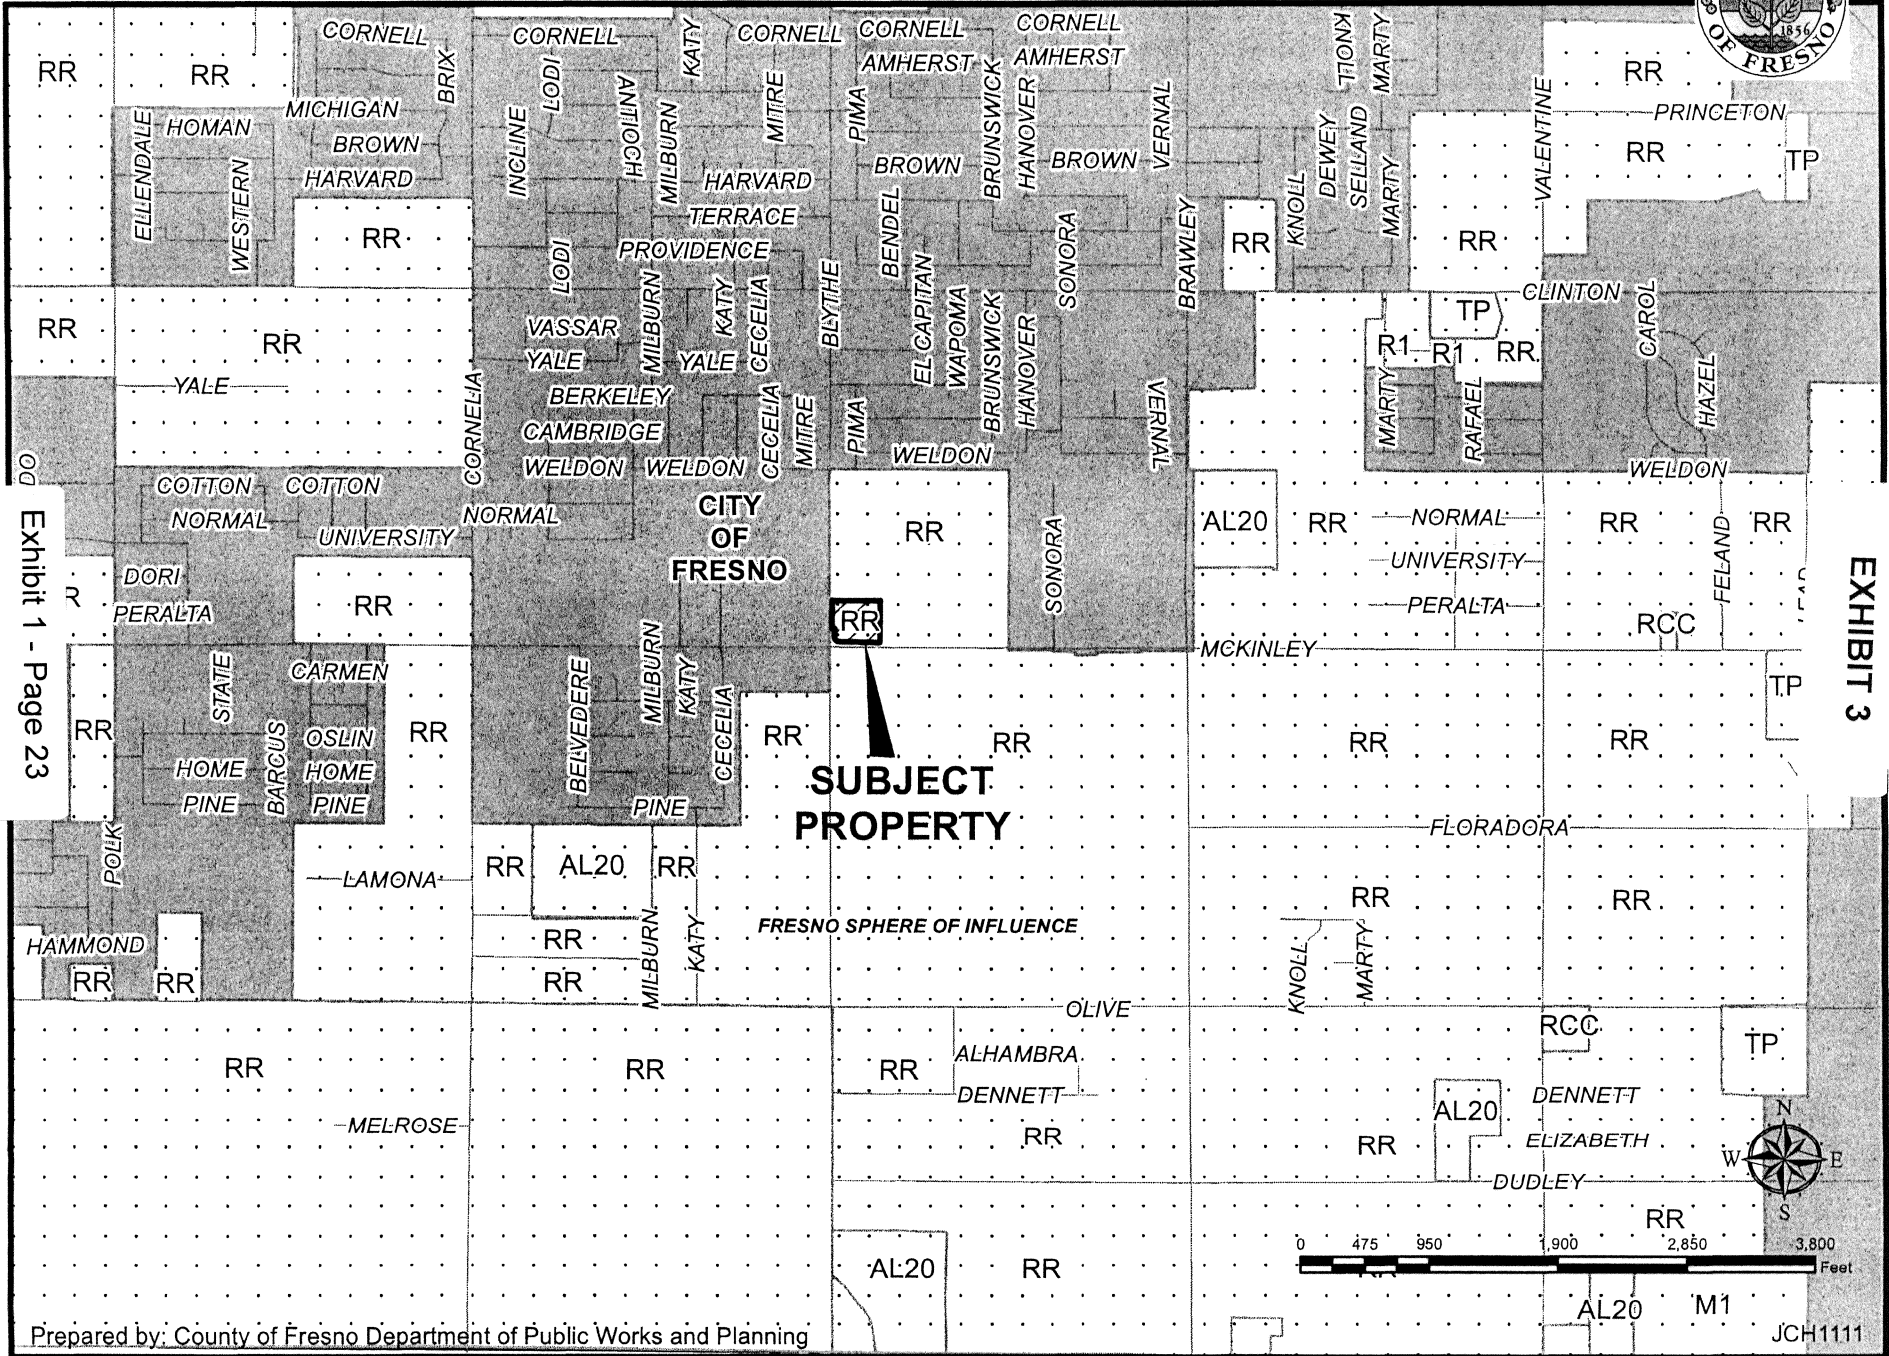 1856
OF FRESNO
CORNELL
CORNELL
KATY
CORNELL
CORNELL
AMHERST
CORNELL
AMHERST
KNOLL
MARTY
RR
RR
BRIX
LODI
ANTIOCH
MILBURN
MITRE
PIMA
BRUNSWICK
HANOVER
VERNAL
VALENTINE
RR
PRINCETON
MICHIGAN
HOMAN
ELLENDALE
BROWN
HARVARD
WESTERN
INCLINE
HARVARD
TERRACE
PROVIDENCE
BROWN
BROWN
BENDEL
DEWEY
SELLAND
MARTY
KNOLL
RR
TP
RR
LODI
SONORA
BRAWLEY
RR
RR
CLINTON
RR
RR
VASSAR
YALE
MILBURN
KATY
CECELIA
YALE
BLYTHE
EL CAPITAN
WAPOMA
BRUNSWICK
HANOVER
TP
R1
R1
RR
CAROL
HAZEL
YALE
CORNELIA
BERKELEY
CAMBRIDGE
WELDON
WELDON
CECELIA
MITRE
PIMA
WELDON
VERNAL
MARTY
RAFAEL
WELDON
COTTON
COTTON
NORMAL
UNIVERSITY
NORMAL
CITY
OF
FRESNO
RR
SONORA
AL20
RR
NORMAL
UNIVERSITY
PERALTA
RR
FELAND
RR
Exhibit 1 - Page 23
EXHIBIT 3
DORI
PERALTA
RR
RR
RCC
MCKINLEY
STATE
CARMEN
RR
BARCUS
OSLIN
HOME
PINE
HOME
PINE
RR
BELVEDERE
MILBURN
KATY
CECELIA
PINE
RR
RR
RR
RR
TP
SUBJECT
PROPERTY
POLK
FLORADORA
LAMONA
RR
AL20
RR
RR
RR
HAMMOND
RR
RR
RR
RR
MILBURN
KATY
FRESNO SPHERE OF INFLUENCE
KNOLL
MARTY
OLIVE
RR
RR
RR
ALHAMBRA
DENNETT
RCC
TP
MELROSE
RR
RR
AL20
DENNETT
ELIZABETH
DUDLEY
N
W
E
S
RR
AL20
RR
0 475 950 1,900 2,850 3,800
Feet
AL20
M1
Prepared by: County of Fresno Department of Public Works and Planning
JCH1111